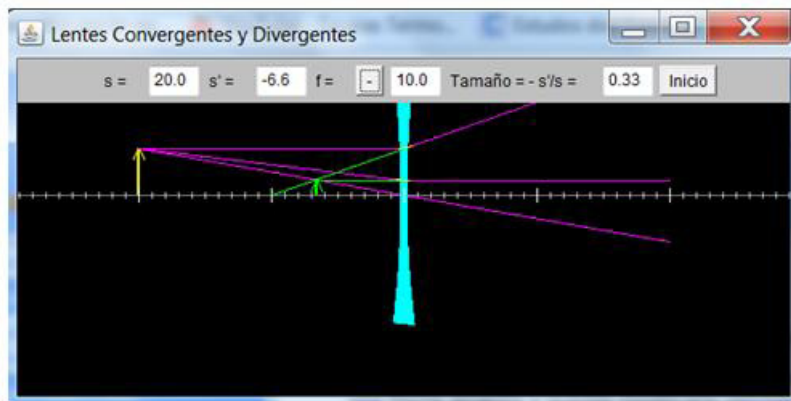 Lentes Convergentes y Divergentes
s = 20.0 s' = -6.6 f = - 10.0 Tamaño = - s'/s = 0.33 Inicio